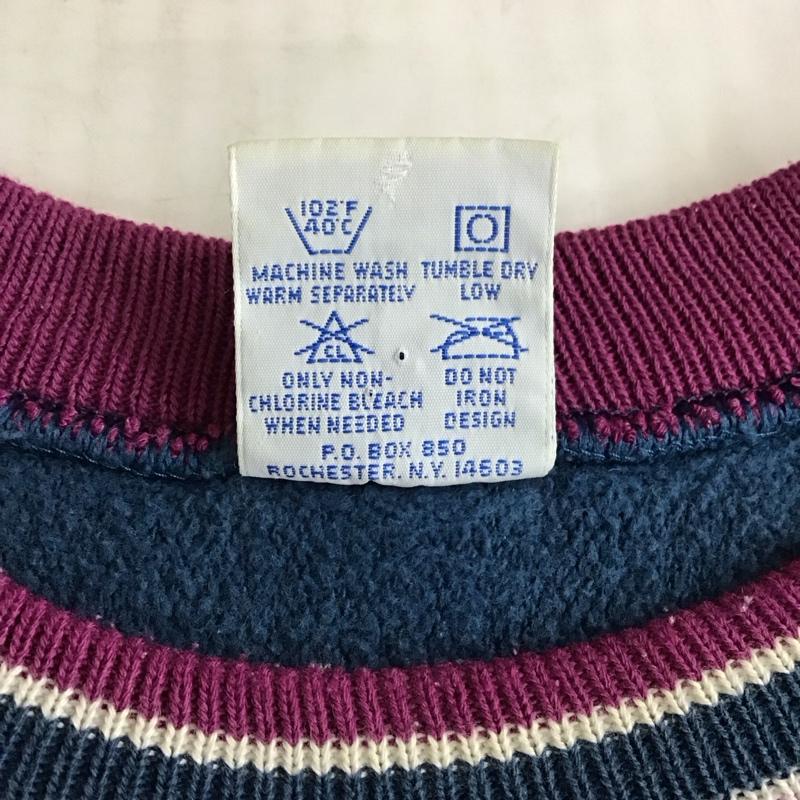 102°F
40°C
MACHINE WASH
WARM SEPARATELY
TUMBLE DRY
LOW
CL
ONLY NON-
CHLORINE BLEACH
WHEN NEEDED
DO NOT
IRON
DESIGN
P.O. BOX 850
ROCHESTER. N.Y. 14603